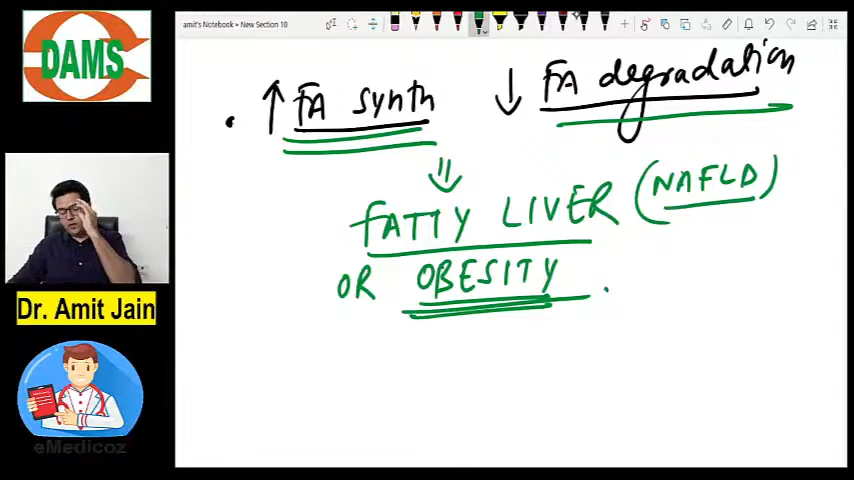 DAMS
amit's Notebook > New Section 10
• ↑ FA synth ↓ FA degradation
⇓
FATTY LIVER (NAFLD)
OR OBESITY.
Dr. Amit Jain
eMedicoz